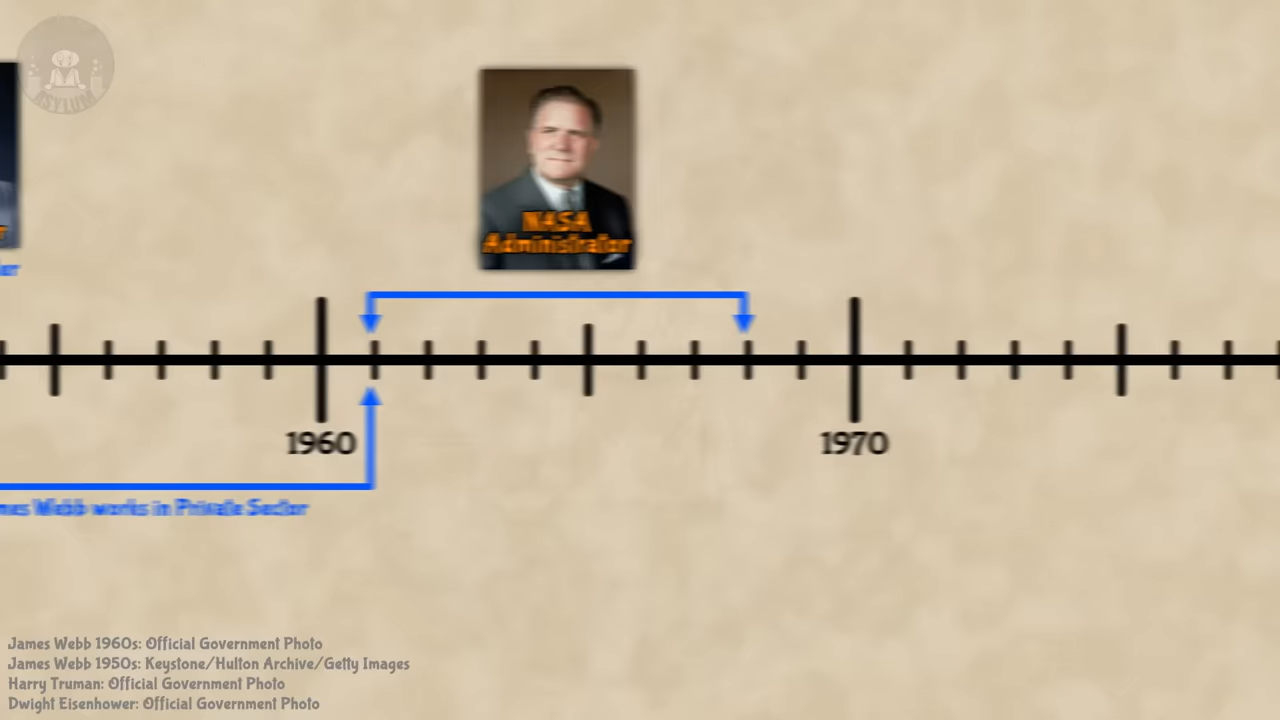 ASYLUM
NASA
Administrator
1960
1970
Webb works in Private Sector
James Webb 1960s: Official Government Photo
James Webb 1950s: Keystone/Hulton Archive/Getty Images
Harry Truman: Official Government Photo
Dwight Eisenhower: Official Government Photo